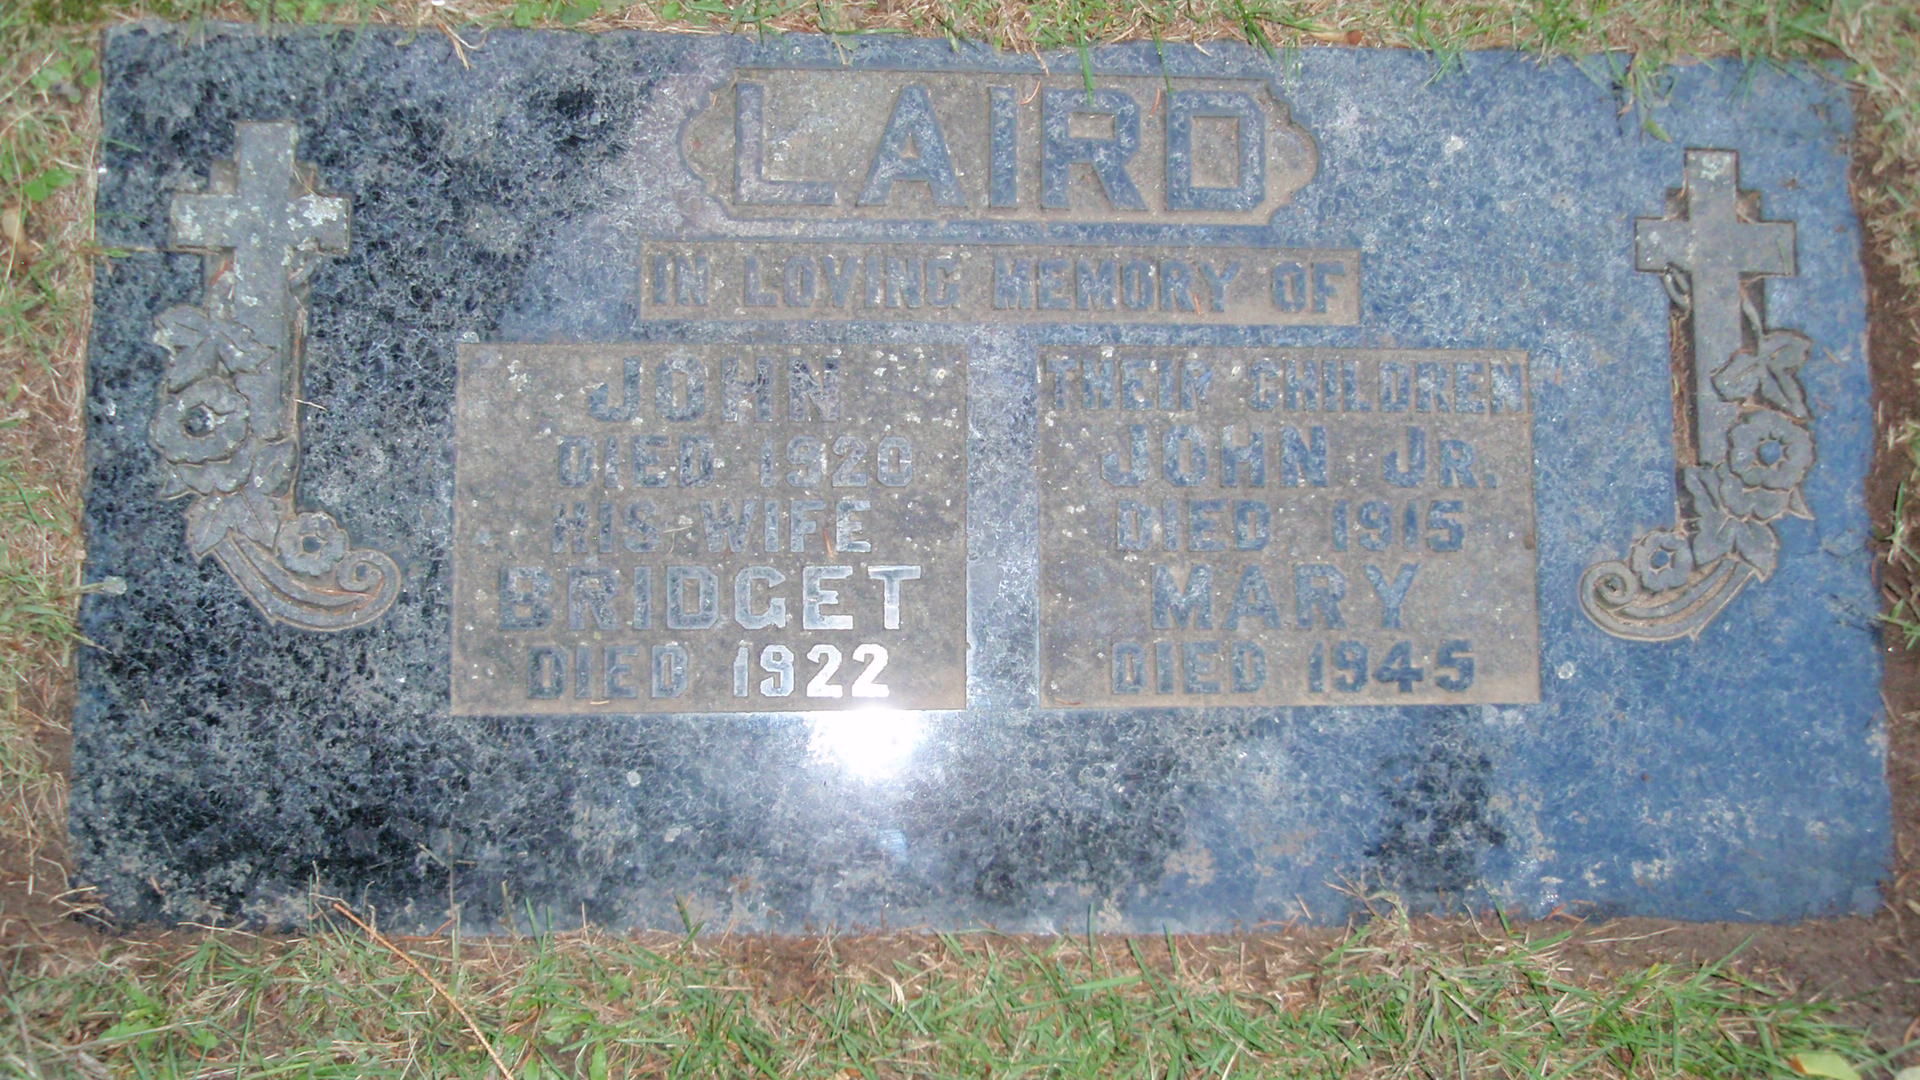 LAIRD
IN LOVING MEMORY OF
JOHN
DIED 1920
HIS WIFE
BRIDGET
DIED 1922
THEIR CHILDREN
JOHN JR.
DIED 1915
MARY
DIED 1945